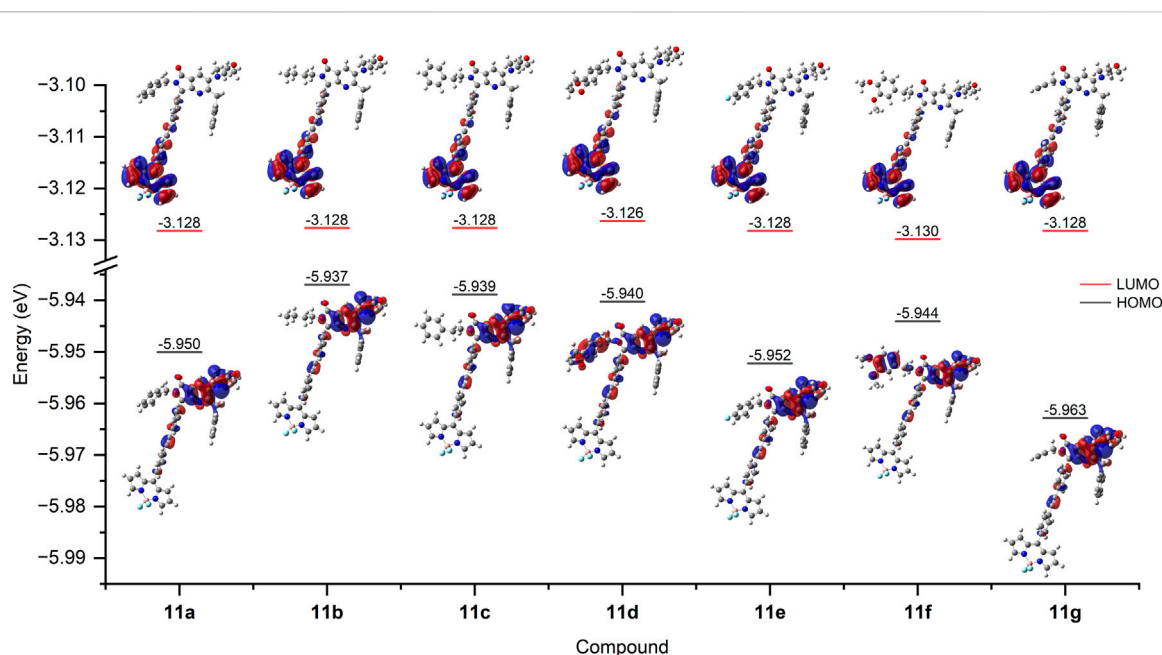 −3.10
−3.11
−3.12
−3.13
−5.94
−5.95
−5.96
−5.97
−5.98
−5.99
Energy (eV)
-3.128
-3.128
-3.128
-3.126
-3.128
-3.130
-3.128
-5.950
-5.937
-5.939
-5.940
-5.952
-5.944
-5.963
LUMO
HOMO
11a
11b
11c
11d
11e
11f
11g
Compound